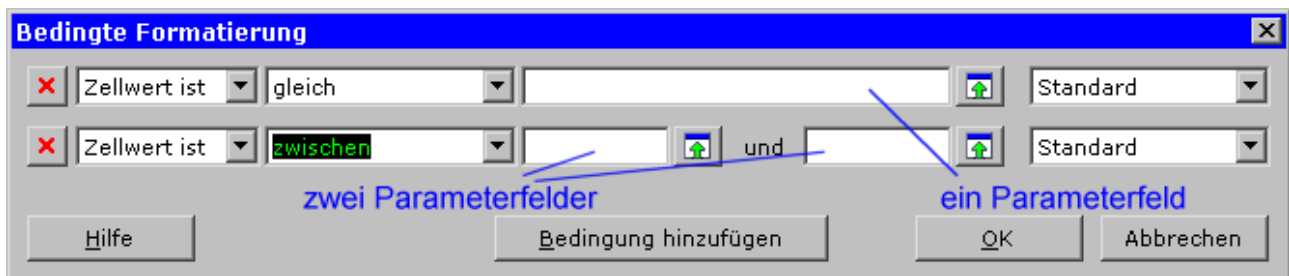 Bedingte Formatierung
Zellwert ist gleich Standard
Zellwert ist zwischen und Standard
zwei Parameterfelder ein Parameterfeld
Hilfe Bedingung hinzufügen OK Abbrechen